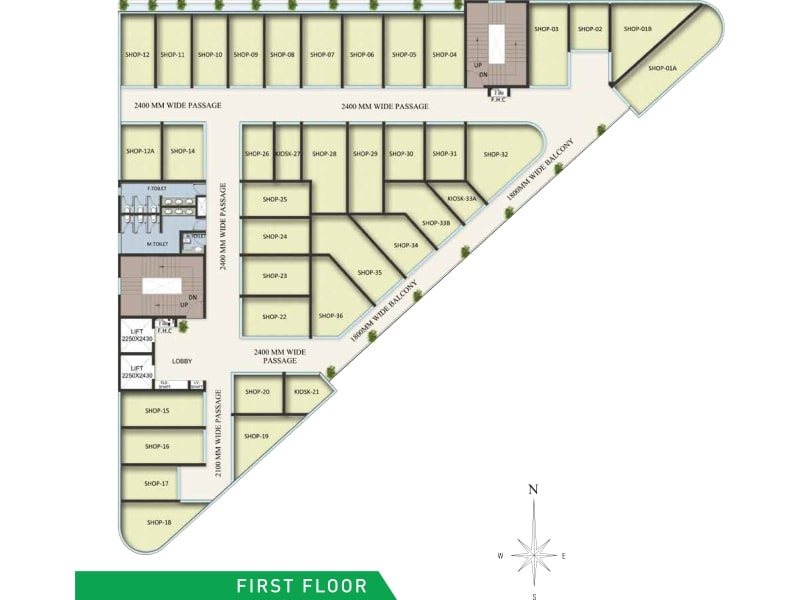 SHOP-12 SHOP-11 SHOP-10 SHOP-09 SHOP-08 SHOP-07 SHOP-06 SHOP-05 SHOP-04
SHOP-03 SHOP-02 SHOP-01B
SHOP-01A
UP
DN
F.H.C
2400 MM WIDE PASSAGE
2400 MM WIDE PASSAGE
SHOP-12A SHOP-14
SHOP-26 KIOSK-27 SHOP-28 SHOP-29 SHOP-30 SHOP-31 SHOP-32
1800MM WIDE BALCONY
F.TOILET
M.TOILET
2400 MM WIDE PASSAGE
SHOP-25
SHOP-24
SHOP-23
SHOP-22
KIOSK-33A
SHOP-33B
SHOP-34
SHOP-35
SHOP-36
1800MM WIDE BALCONY
DN
UP
F.H.C
LIFT
2250X2430
LIFT
2250X2430
LOBBY
2400 MM WIDE
PASSAGE
2100 MM WIDE PASSAGE
SHOP-20 KIOSK-21
SHOP-19
SHOP-15
SHOP-16
SHOP-17
SHOP-18
N
W E
S
FIRST FLOOR